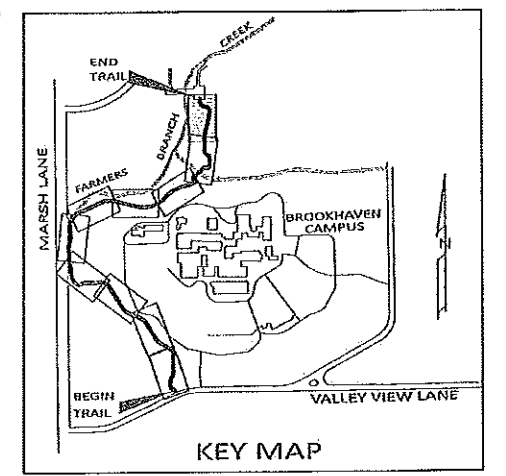 CREEK
END
TRAIL
BRANCH
FARMERS
MARSH LANE
BROOKHAVEN
CAMPUS
N
BEGIN
TRAIL
VALLEY VIEW LANE
KEY MAP